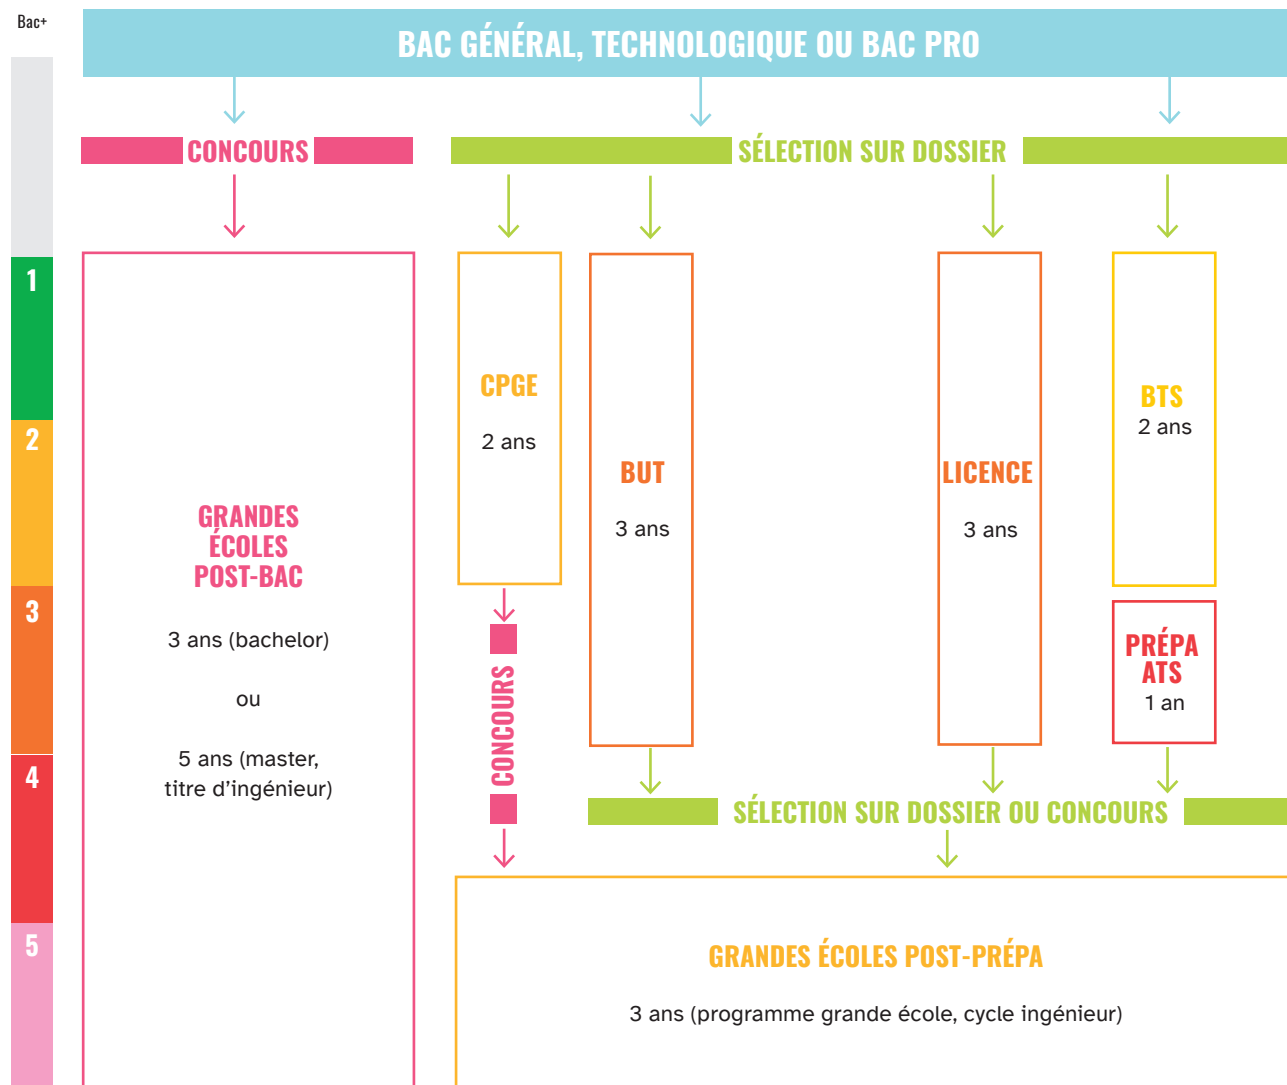 Bac+
BAC GÉNÉRAL, TECHNOLOGIQUE OU BAC PRO
CONCOURS
SÉLECTION SUR DOSSIER
1
2
3
4
5
GRANDES
ÉCOLES
POST-BAC
3 ans (bachelor)
ou
5 ans (master,
titre d’ingénieur)
CPGE
2 ans
CONCOURS
BUT
3 ans
LICENCE
3 ans
BTS
2 ans
PRÉPA
ATS
1 an
SÉLECTION SUR DOSSIER OU CONCOURS
GRANDES ÉCOLES POST-PRÉPA
3 ans (programme grande école, cycle ingénieur)